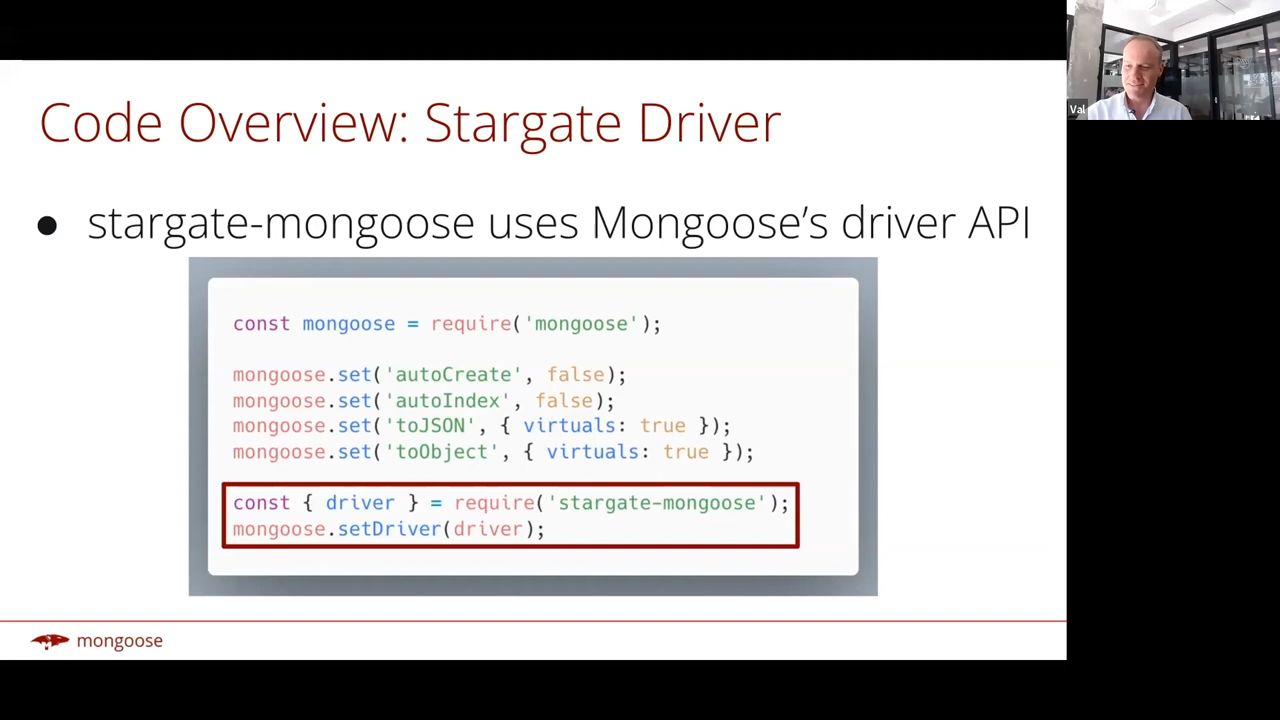 Code Overview: Stargate Driver
● stargate-mongoose uses Mongoose’s driver API
const mongoose = require('mongoose');
mongoose.set('autoCreate', false);
mongoose.set('autoIndex', false);
mongoose.set('toJSON', { virtuals: true });
mongoose.set('toObject', { virtuals: true });
const { driver } = require('stargate-mongoose');
mongoose.setDriver(driver);
mongoose
Val